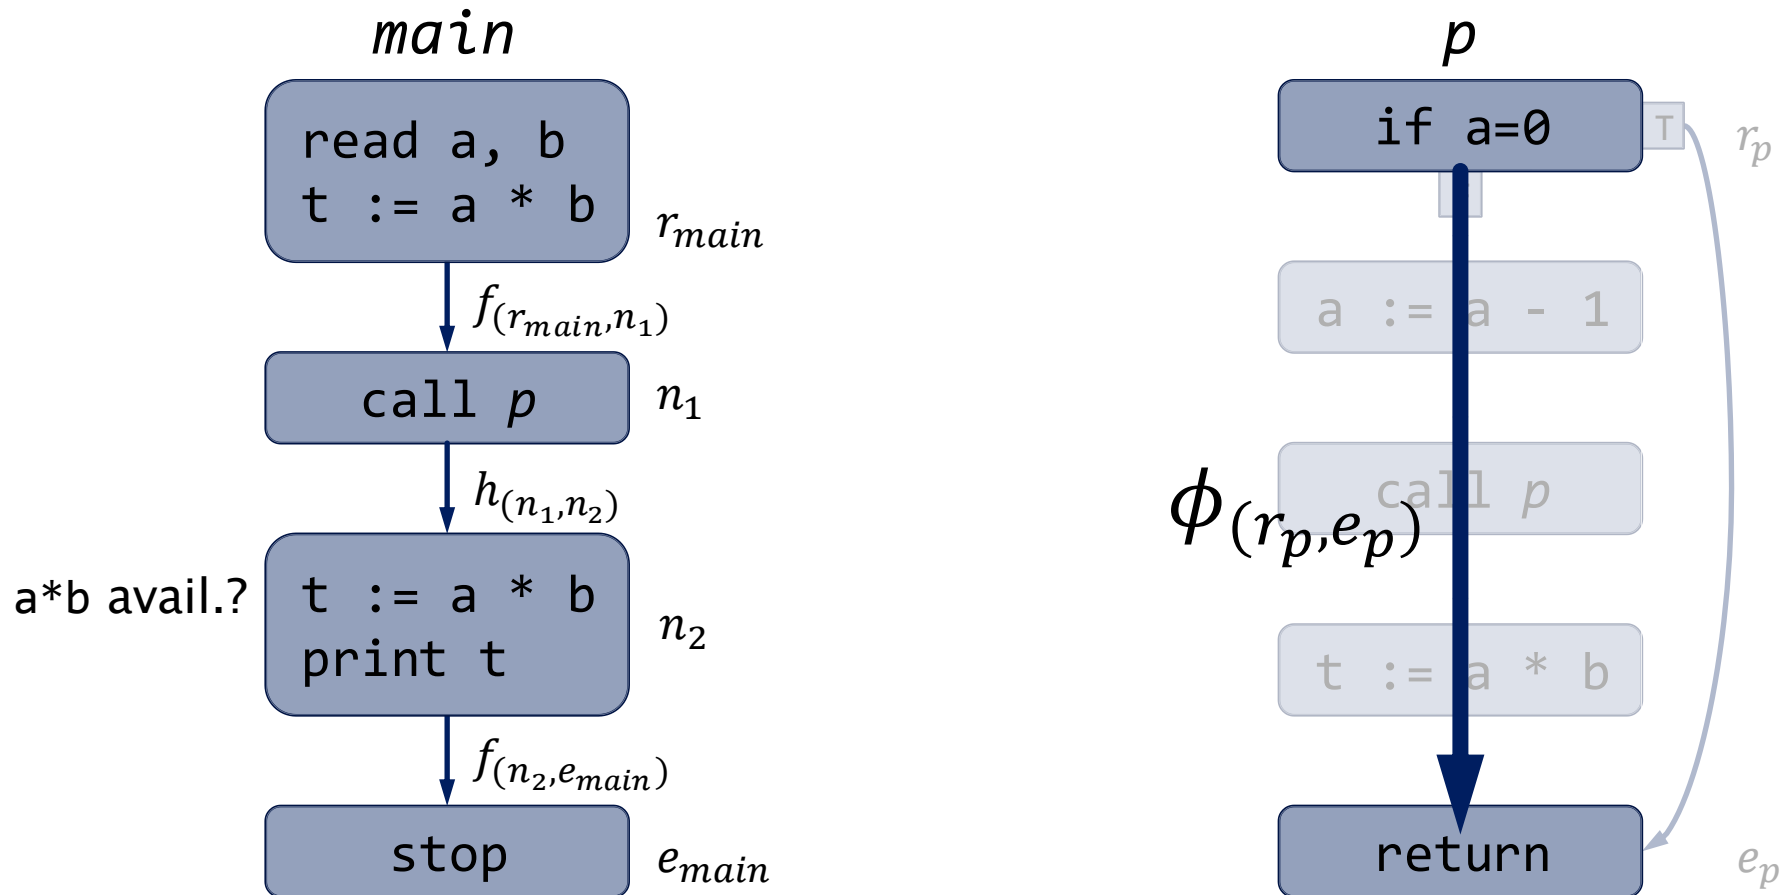 main
read a, b
t := a * b
r_main
f_(r_main,n_1)
call p
n_1
h_(n_1,n_2)
a*b avail.?
t := a * b
print t
n_2
f_(n_2,e_main)
stop
e_main
p
if a=0
T
r_p
a := a - 1
call p
ϕ_(r_p,e_p)
t := a * b
return
e_p